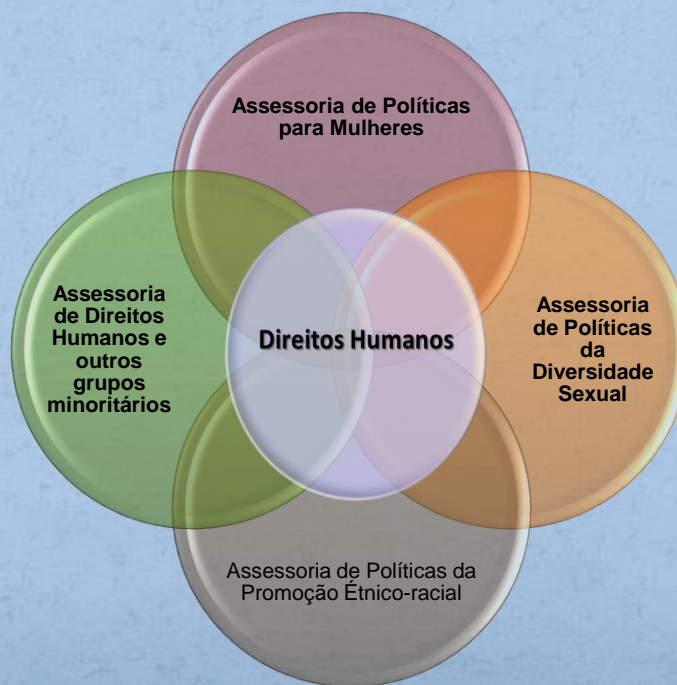 Assessoria de Políticas
para Mulheres
Assessoria
de Direitos
Humanos e
outros
grupos
minoritários
Direitos Humanos
Assessoria
de Políticas
da
Diversidade
Sexual
Assessoria de Políticas da
Promoção Étnico-racial